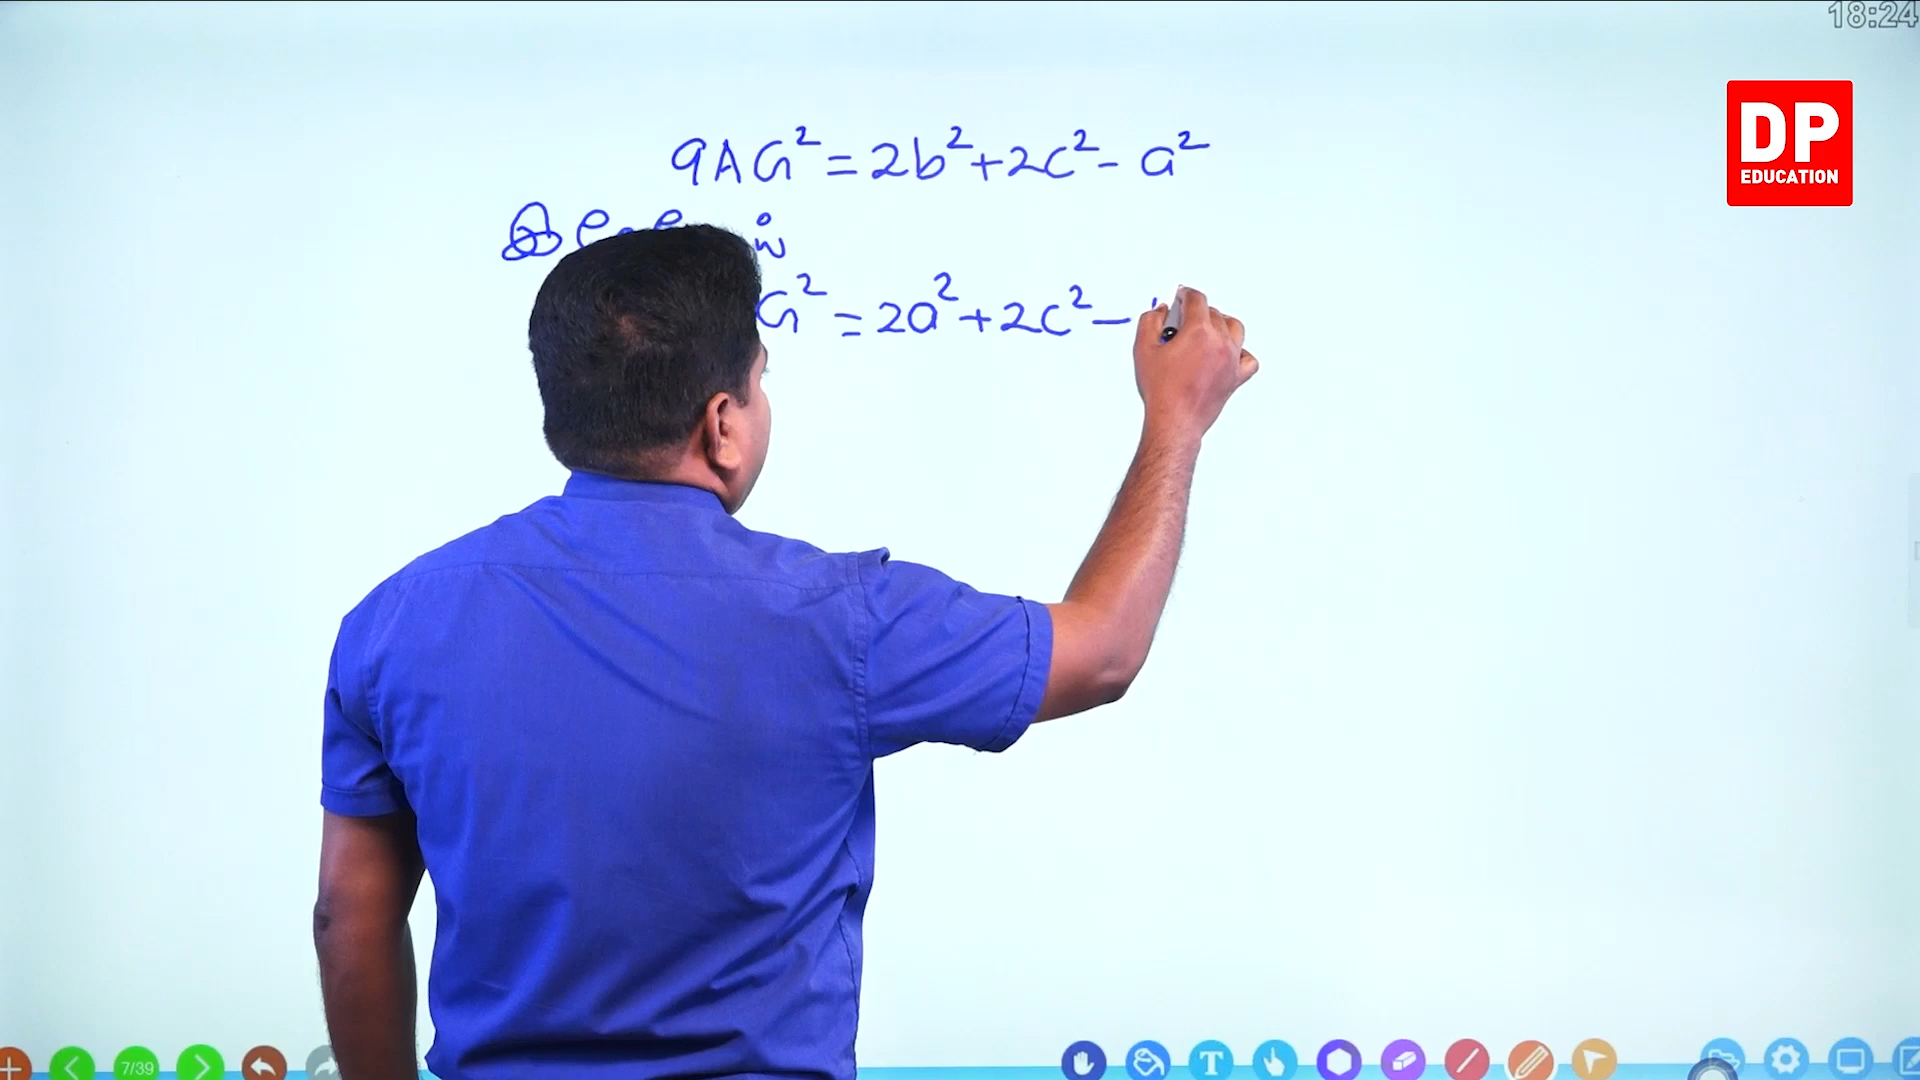 18:24
DP
EDUCATION
9AG² = 2b² + 2c² - a²
G² = 2a² + 2c² -
7/39
T